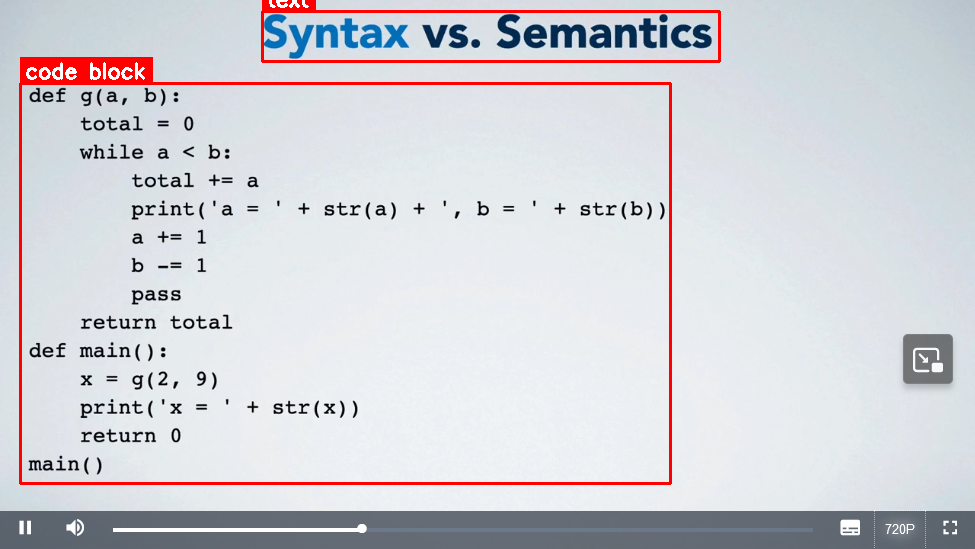 text
Syntax vs. Semantics
code block
def g(a, b):
    total = 0
    while a < b:
        total += a
        print('a = ' + str(a) + ', b = ' + str(b))
        a += 1
        b -= 1
        pass
    return total
def main():
    x = g(2, 9)
    print('x = ' + str(x))
    return 0
main()
720P